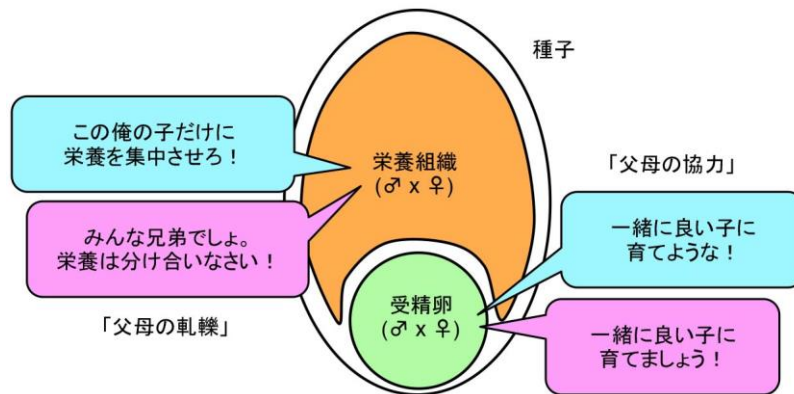 種子
この俺の子だけに
栄養を集中させろ！
栄養組織
(♂ x ♀)
「父母の協力」
みんな兄弟でしょ。
栄養は分け合いなさい！
一緒に良い子に
育てような！
受精卵
(♂ x ♀)
「父母の軋轢」
一緒に良い子に
育てましょう！